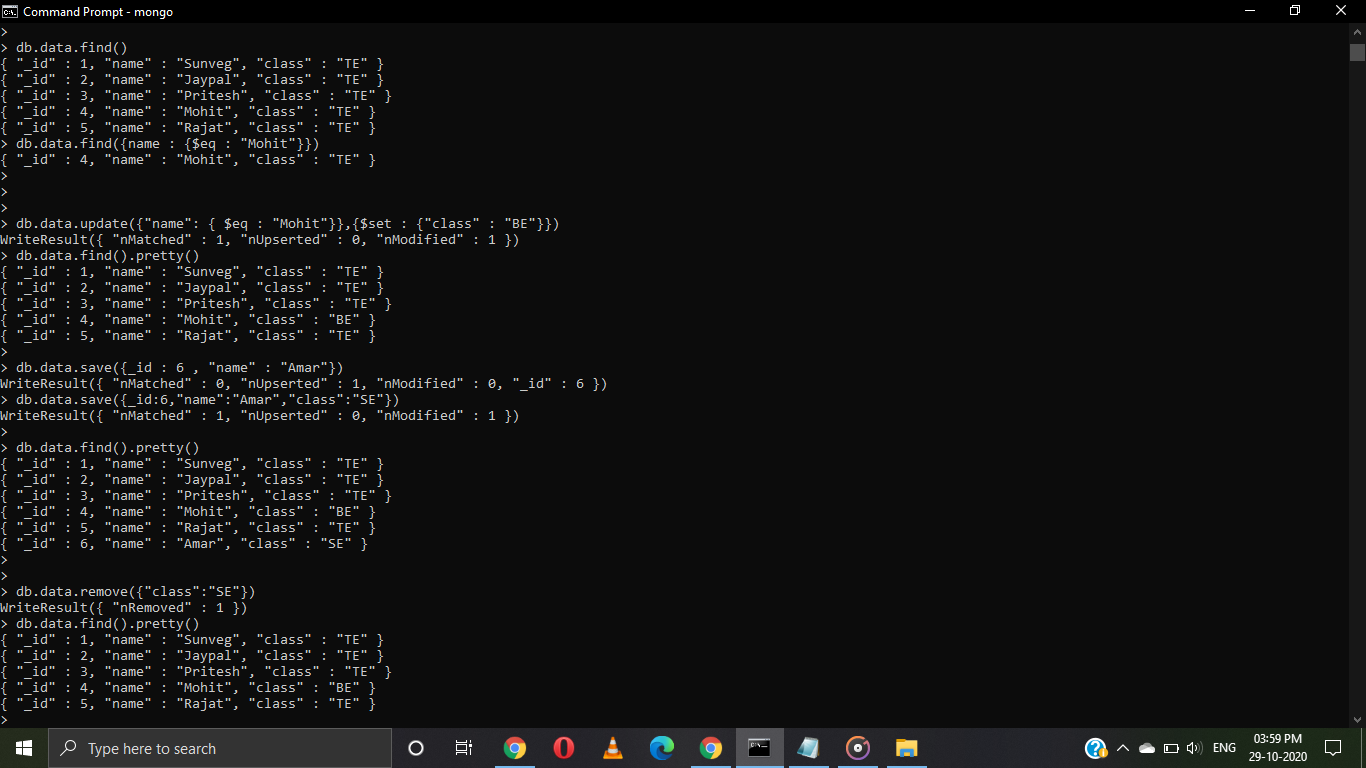 Command Prompt - mongo
>
> db.data.find()
{ "_id" : 1, "name" : "Sunveg", "class" : "TE" }
{ "_id" : 2, "name" : "Jaypal", "class" : "TE" }
{ "_id" : 3, "name" : "Pritesh", "class" : "TE" }
{ "_id" : 4, "name" : "Mohit", "class" : "TE" }
{ "_id" : 5, "name" : "Rajat", "class" : "TE" }
> db.data.find({name : {$eq : "Mohit"}})
{ "_id" : 4, "name" : "Mohit", "class" : "TE" }
>
>
>
> db.data.update({"name": { $eq : "Mohit"}},{$set : {"class" : "BE"}})
WriteResult({ "nMatched" : 1, "nUpserted" : 0, "nModified" : 1 })
> db.data.find().pretty()
{ "_id" : 1, "name" : "Sunveg", "class" : "TE" }
{ "_id" : 2, "name" : "Jaypal", "class" : "TE" }
{ "_id" : 3, "name" : "Pritesh", "class" : "TE" }
{ "_id" : 4, "name" : "Mohit", "class" : "BE" }
{ "_id" : 5, "name" : "Rajat", "class" : "TE" }
>
> db.data.save({_id : 6 , "name" : "Amar"})
WriteResult({ "nMatched" : 0, "nUpserted" : 1, "nModified" : 0, "_id" : 6 })
> db.data.save({_id:6,"name":"Amar","class":"SE"})
WriteResult({ "nMatched" : 1, "nUpserted" : 0, "nModified" : 1 })
>
> db.data.find().pretty()
{ "_id" : 1, "name" : "Sunveg", "class" : "TE" }
{ "_id" : 2, "name" : "Jaypal", "class" : "TE" }
{ "_id" : 3, "name" : "Pritesh", "class" : "TE" }
{ "_id" : 4, "name" : "Mohit", "class" : "BE" }
{ "_id" : 5, "name" : "Rajat", "class" : "TE" }
{ "_id" : 6, "name" : "Amar", "class" : "SE" }
>
>
> db.data.remove({"class":"SE"})
WriteResult({ "nRemoved" : 1 })
> db.data.find().pretty()
{ "_id" : 1, "name" : "Sunveg", "class" : "TE" }
{ "_id" : 2, "name" : "Jaypal", "class" : "TE" }
{ "_id" : 3, "name" : "Pritesh", "class" : "TE" }
{ "_id" : 4, "name" : "Mohit", "class" : "BE" }
{ "_id" : 5, "name" : "Rajat", "class" : "TE" }
>
Type here to search
ENG
03:59 PM
29-10-2020